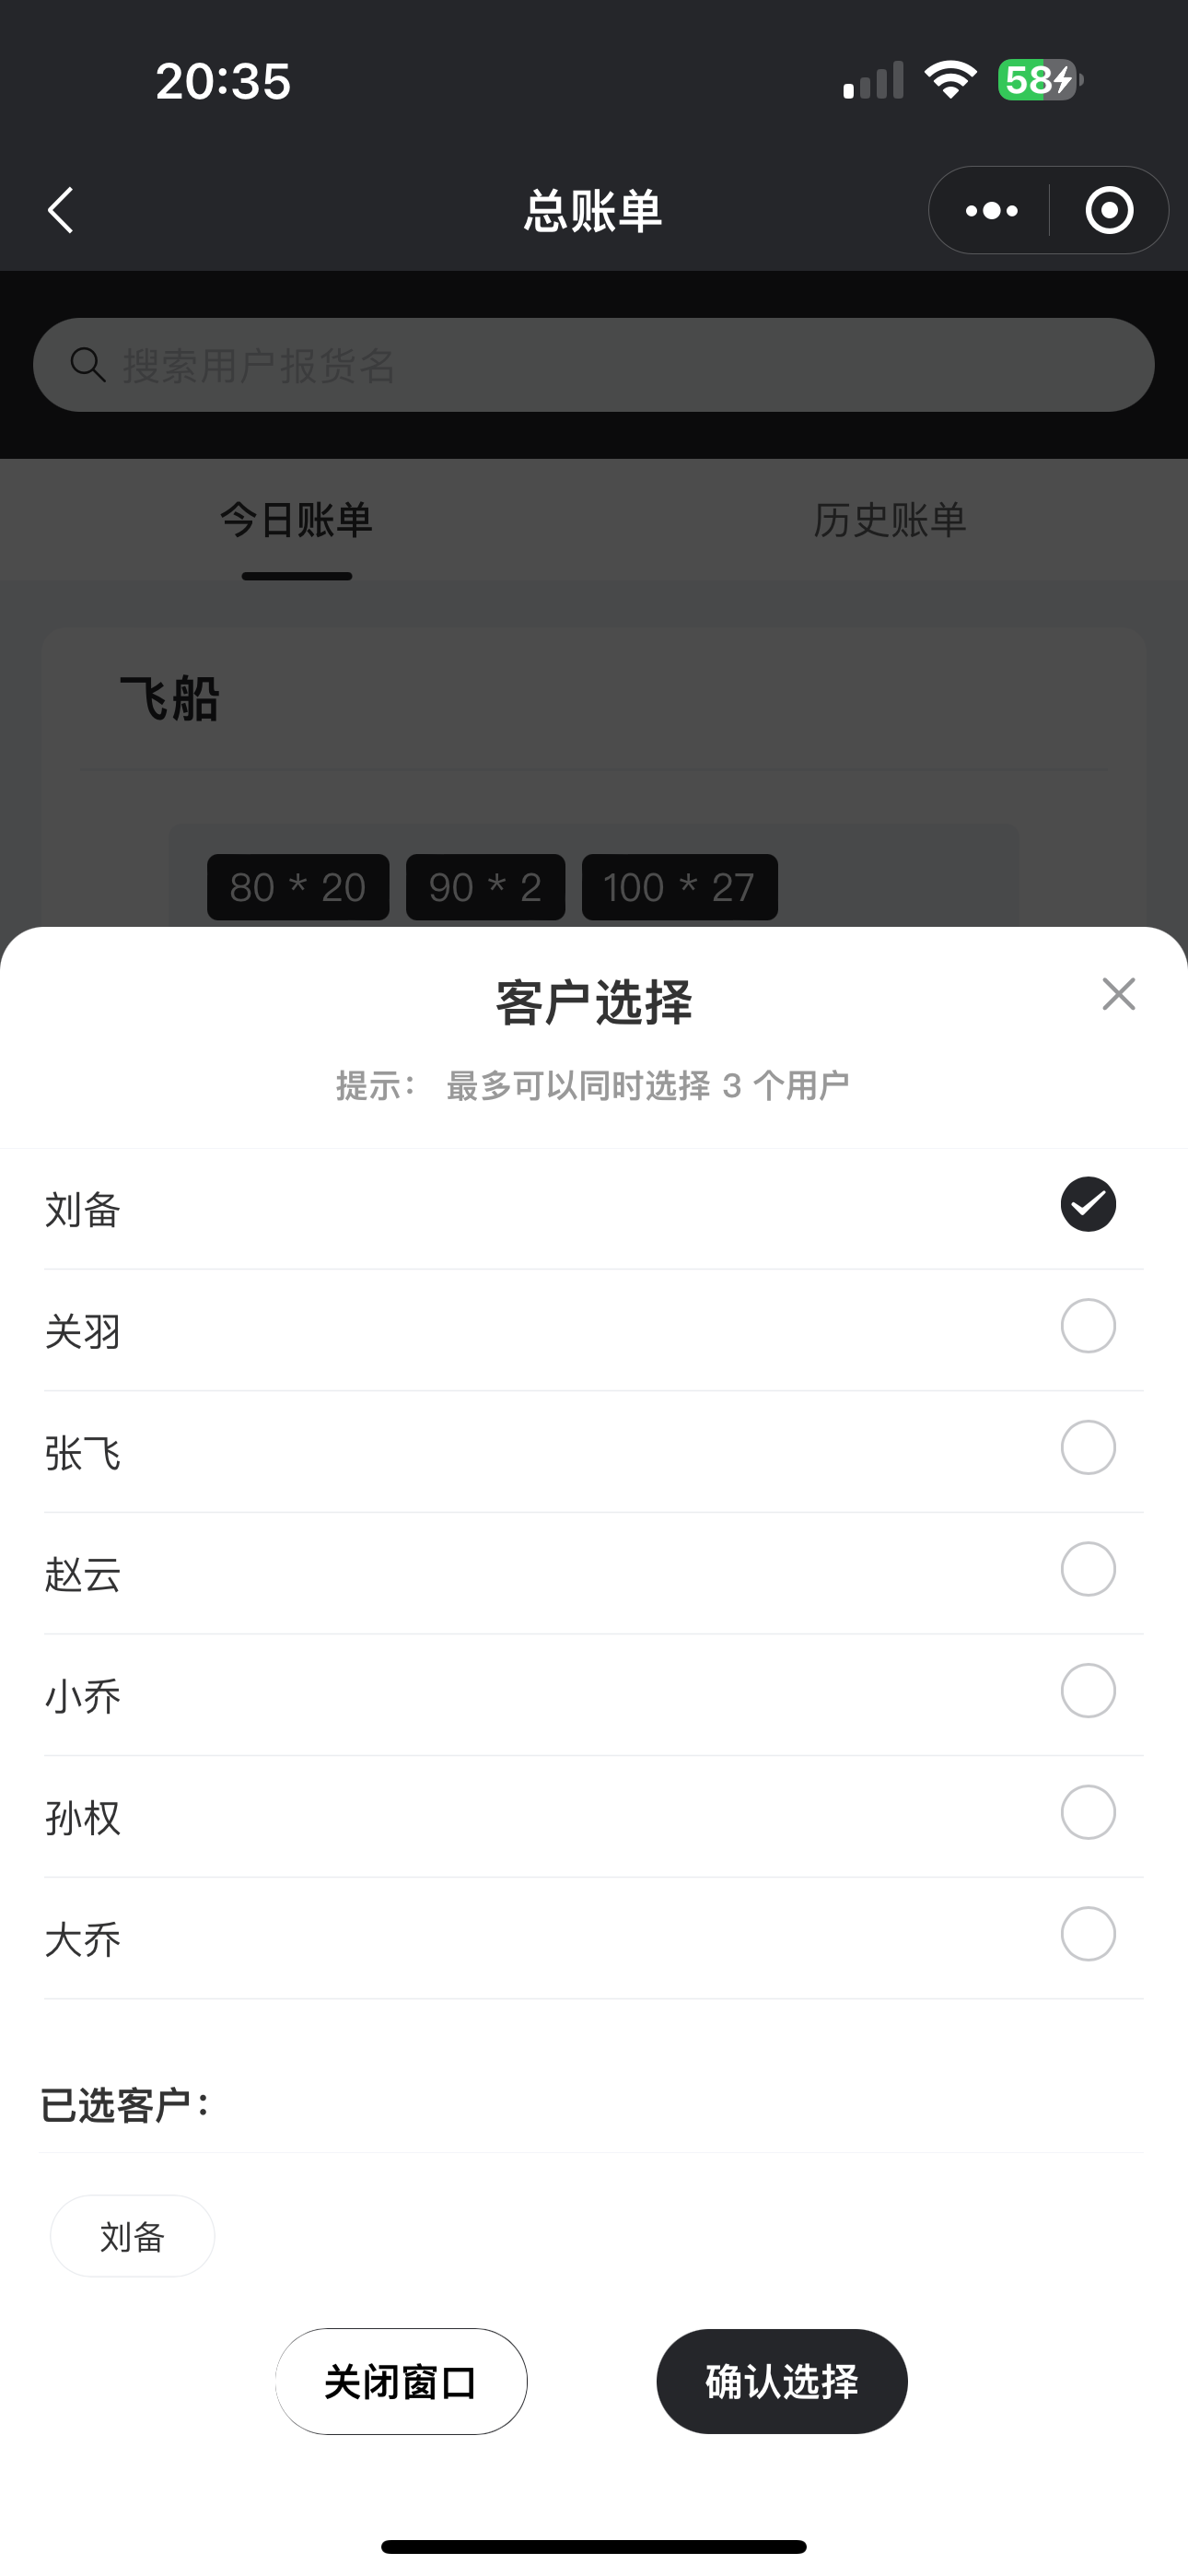 20:35
58
总账单
搜索用户报货名
今日账单 历史账单
飞船
80 * 20 90 * 2 100 * 27
客户选择
提示： 最多可以同时选择 3 个用户
刘备
关羽
张飞
赵云
小乔
孙权
大乔
已选客户：
刘备
关闭窗口 确认选择